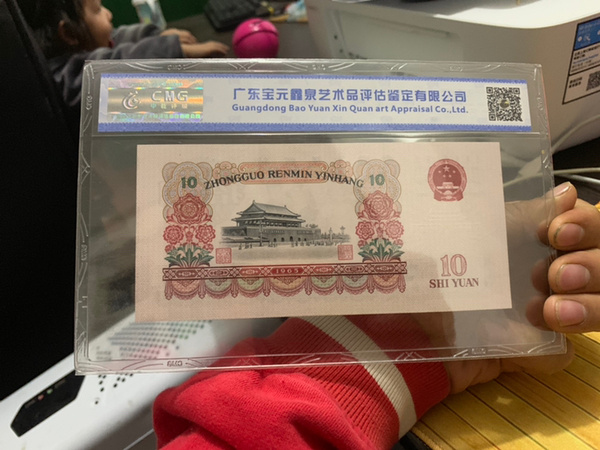 CMG
广东宝元鑫泉艺术品评估鉴定有限公司
Guangdong Bao Yuan Xin Quan art Appraisal Co.,Ltd.
10
ZHONGGUO RENMIN YINHANG
10
1965
10
SHI YUAN